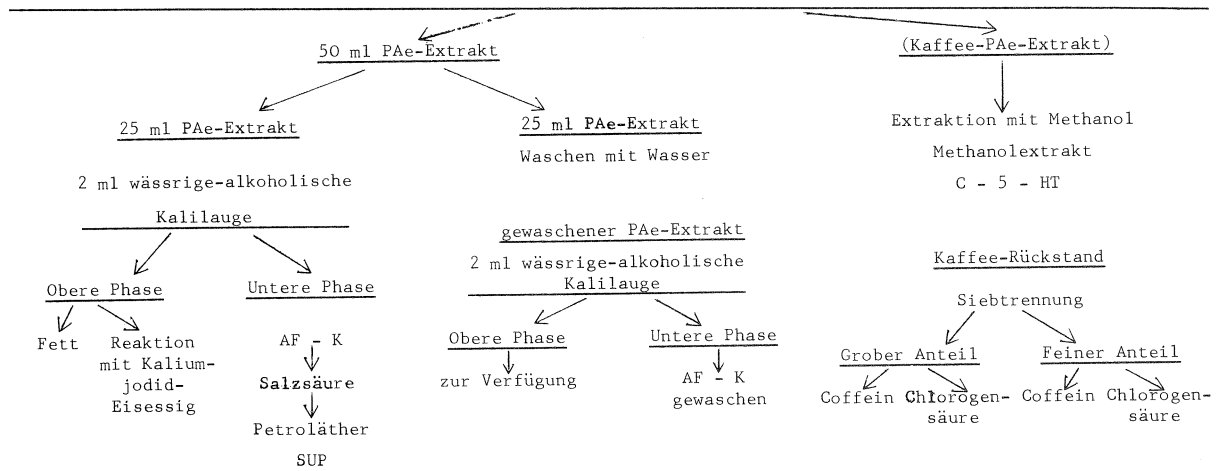 50 ml PAe-Extrakt
(Kaffee-PAe-Extrakt)
25 ml PAe-Extrakt
25 ml PAe-Extrakt
Waschen mit Wasser
Extraktion mit Methanol
Methanolextrakt
C - 5 - HT
2 ml wässrige-alkoholische
Kalilauge
gewaschener PAe-Extrakt
2 ml wässrige-alkoholische
Kalilauge
Kaffee-Rückstand
Siebtrennung
Obere Phase
Untere Phase
Fett
Reaktion
mit Kalium-
jodid-
Eisessig
AF - K
Salzsäure
Petroläther
SUP
Obere Phase
Untere Phase
zur Verfügung
AF - K
gewaschen
Grober Anteil
Feiner Anteil
Coffein
Chlorogen-
säure
Coffein
Chlorogen-
säure